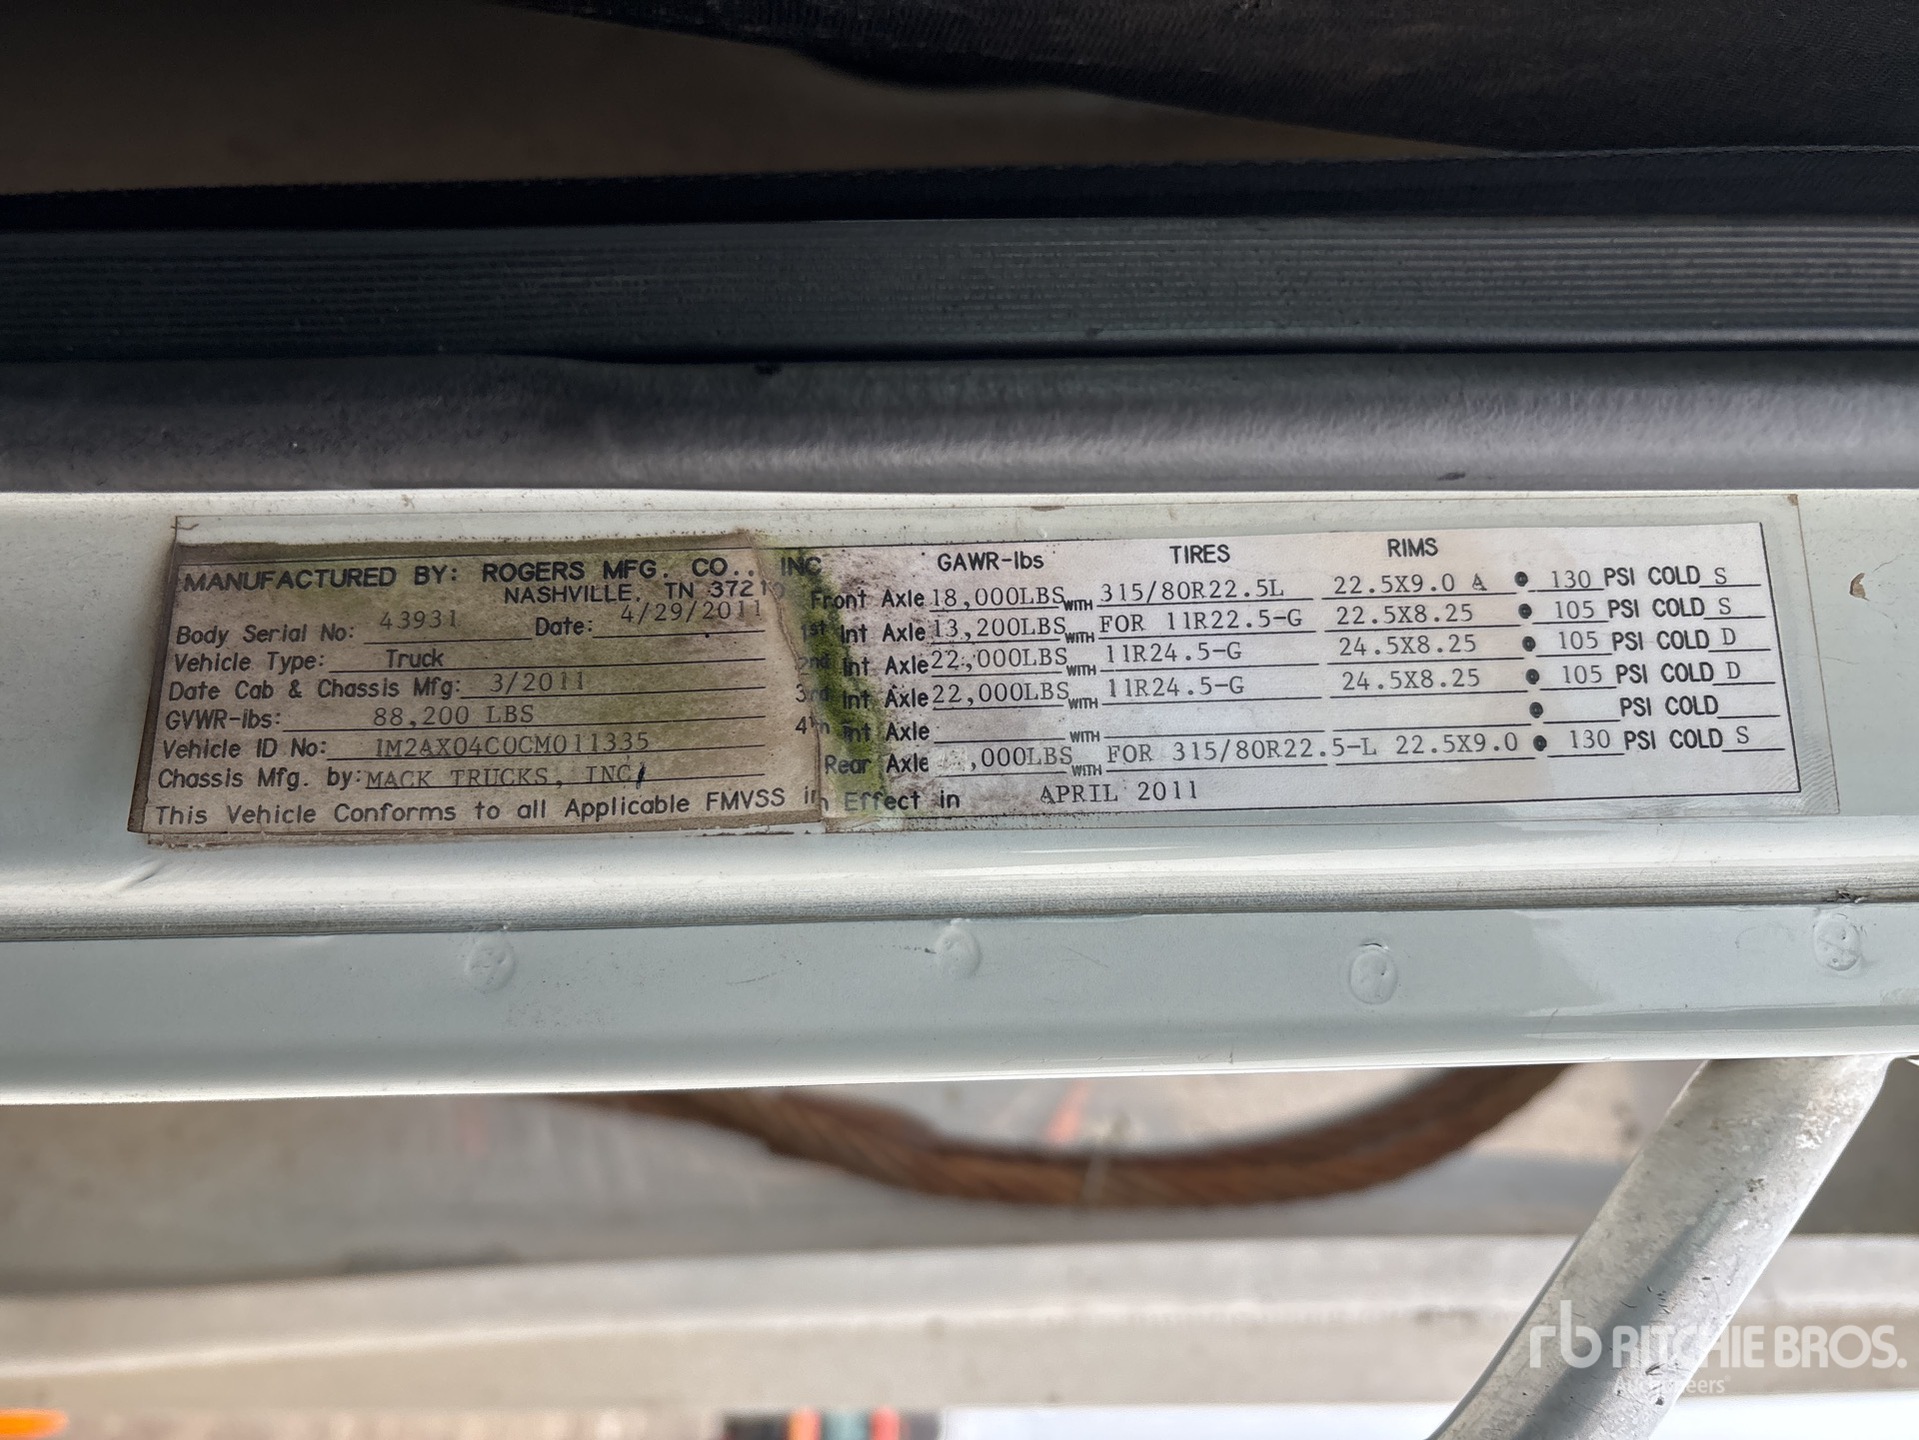 MANUFACTURED BY: ROGERS MFG. CO., INC
NASHVILLE, TN 37210
Body Serial No: 43931 Date: 4/29/2011
Vehicle Type: Truck
Date Cab & Chassis Mfg: 3/2011
GVWR-lbs: 88,200 LBS
Vehicle ID No: 1M2AX04C0CM011335
Chassis Mfg. by: MACK TRUCKS, INC.
GAWR-lbs TIRES RIMS
Front Axle 18,000LBS WITH 315/80R22.5L 22.5X9.0 A • 130 PSI COLD S
1st Int Axle 13,200LBS WITH FOR 11R22.5-G 22.5X8.25 • 105 PSI COLD S
2nd Int Axle 22,000LBS WITH 11R24.5-G 24.5X8.25 • 105 PSI COLD D
3rd Int Axle 22,000LBS WITH 11R24.5-G 24.5X8.25 • 105 PSI COLD D
4th Int Axle WITH • PSI COLD
Rear Axle ,000LBS WITH FOR 315/80R22.5-L 22.5X9.0 • 130 PSI COLD S
This Vehicle Conforms to all Applicable FMVSS in Effect in APRIL 2011
rb RITCHIE BROS.
Auctioneers